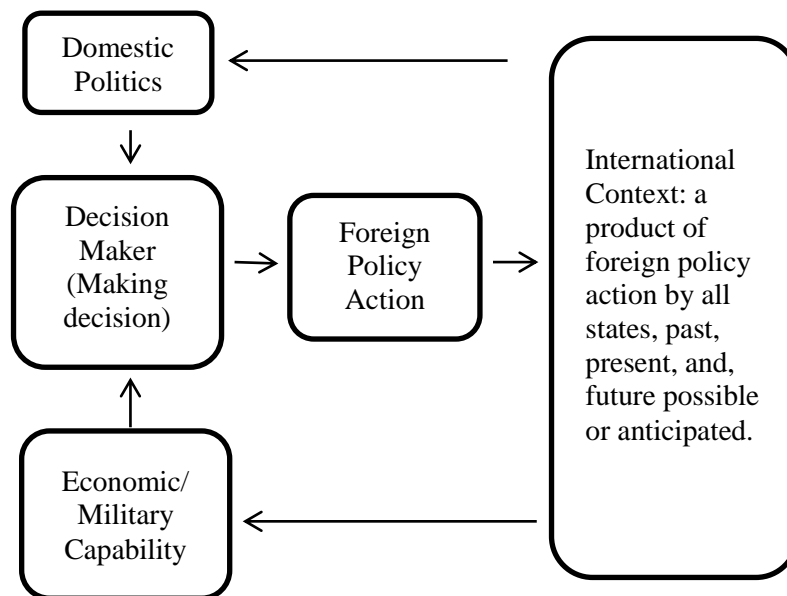 Domestic
Politics
Decision
Maker
(Making
decision)
Foreign
Policy
Action
International
Context: a
product of
foreign policy
action by all
states, past,
present, and,
future possible
or anticipated.
Economic/
Military
Capability